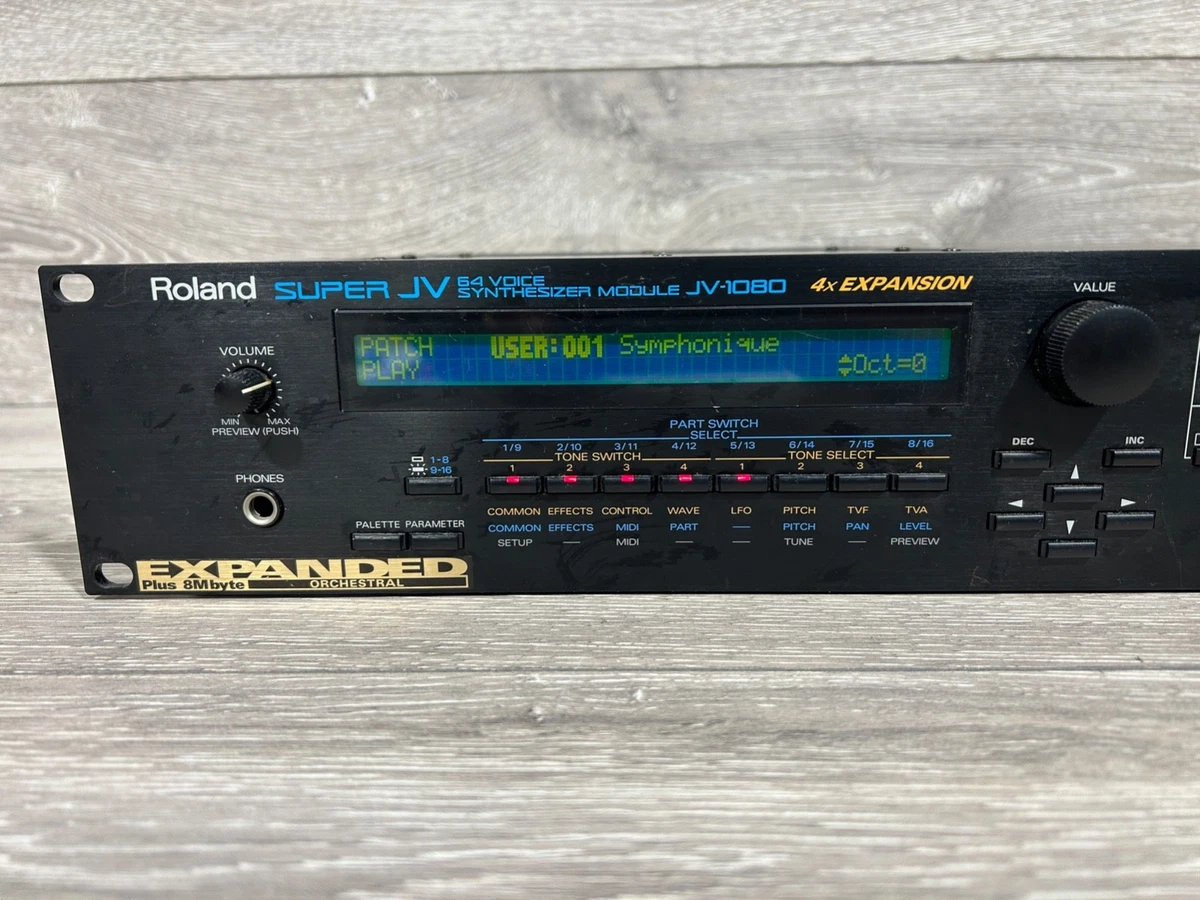 Roland SUPER JV 64 VOICE SYNTHESIZER MODULE JV-1080 4x EXPANSION
VALUE
VOLUME
MIN MAX
PREVIEW (PUSH)
PATCH USER:001 Symphonique
PLAY Oct=0
PART SWITCH
SELECT
1/9 2/10 3/11 4/12 5/13 6/14 7/15 8/16
TONE SWITCH TONE SELECT
1 2 3 4 1 2 3 4
1-8
9-16
DEC INC
PHONES
PALETTE PARAMETER
COMMON EFFECTS CONTROL WAVE LFO PITCH TVF TVA
COMMON EFFECTS MIDI PART — PITCH PAN LEVEL
SETUP — MIDI — — TUNE — PREVIEW
EXPANDED
Plus 8Mbyte ORCHESTRAL